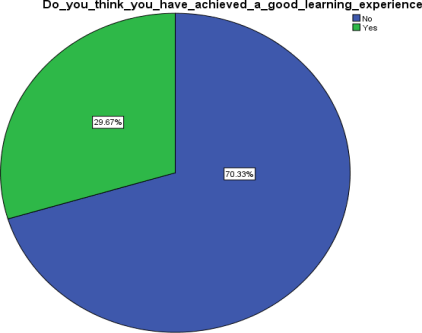 Do_you_think_you_have_achieved_a_good_learning_experience
No
Yes
29.67%
70.33%